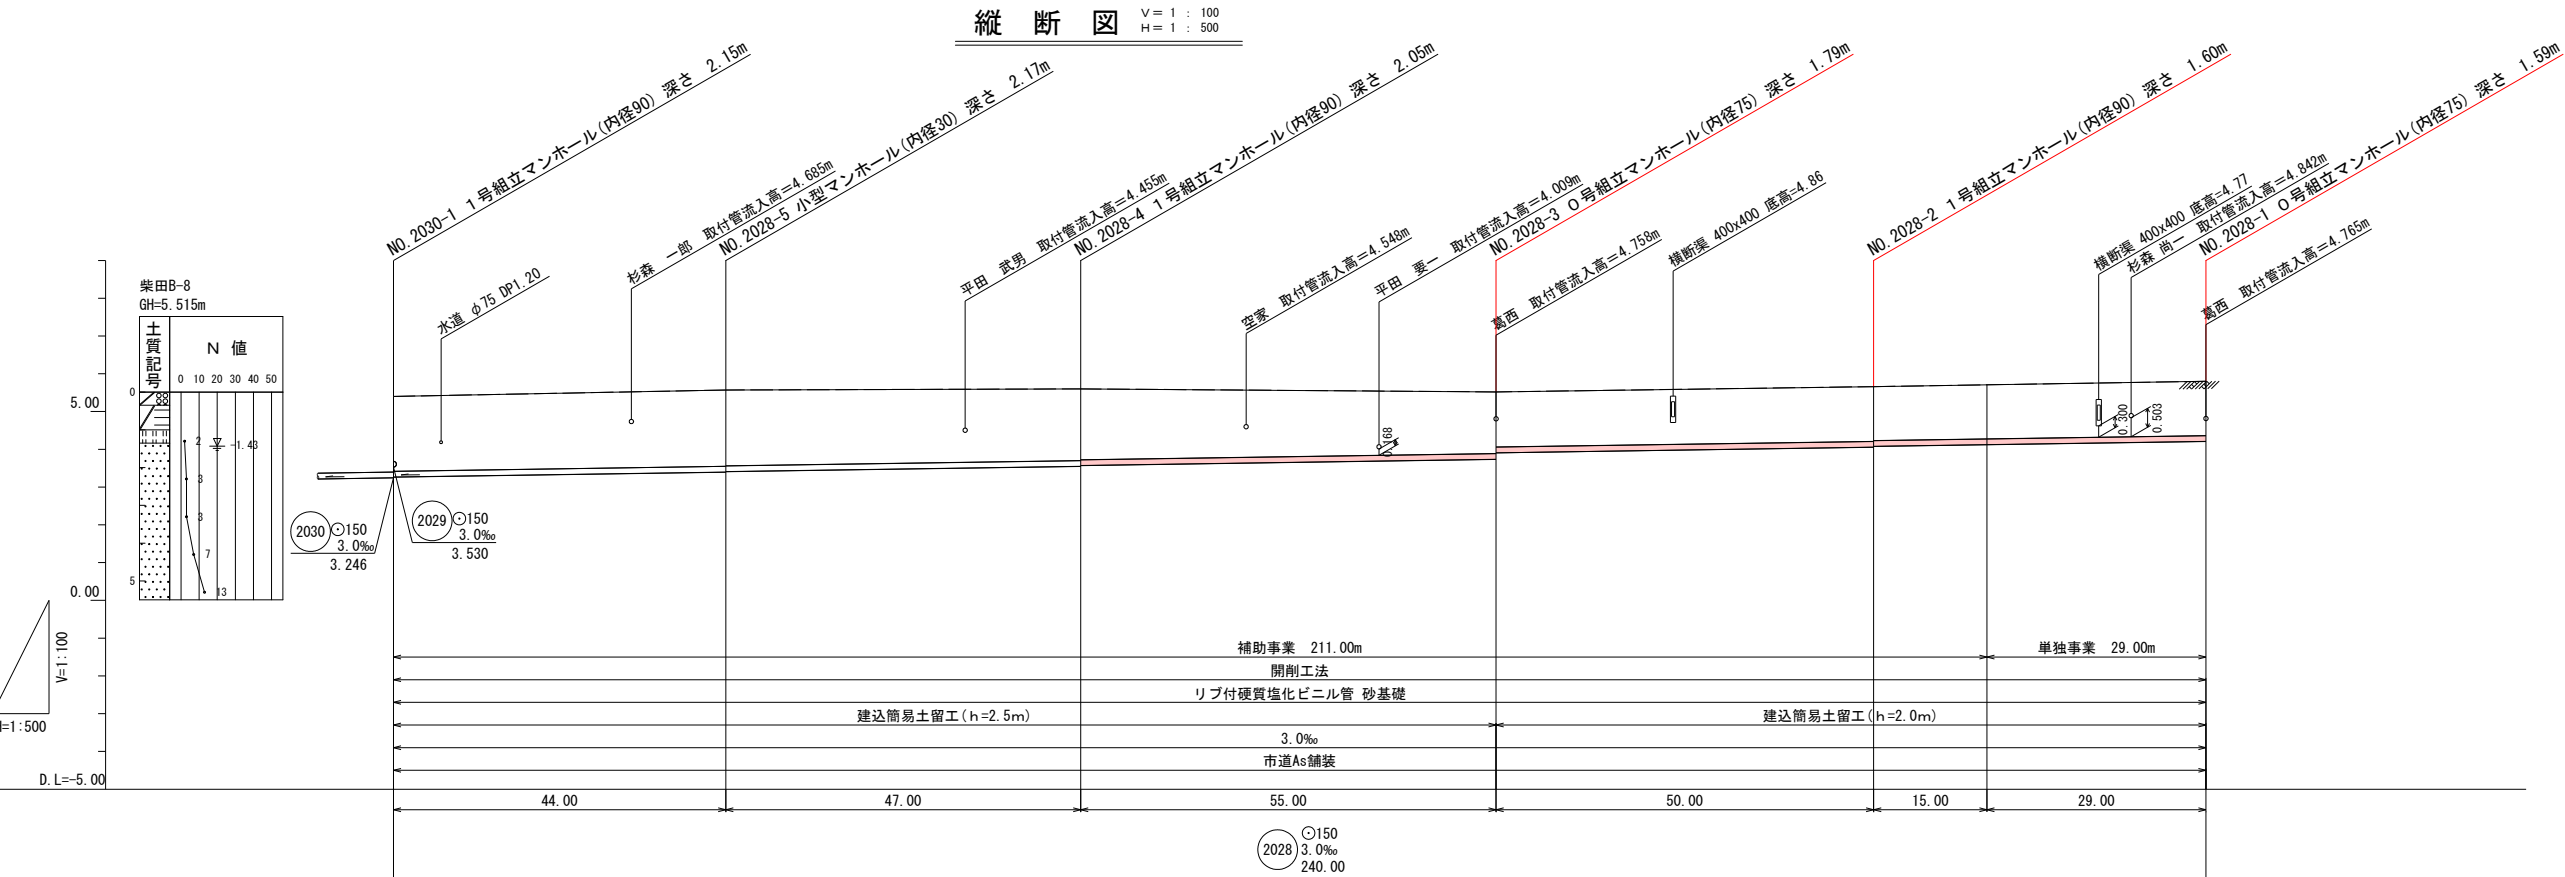 縦 断 図
V= 1 : 100
H= 1 : 500
NO.2030-1 1号組立マンホール(内径90) 深さ 2.15m
水道 φ75 DP1.20
杉森 一郎 取付管流入高=4.685m
NO.2028-5 小型マンホール(内径30) 深さ 2.17m
平田 武男 取付管流入高=4.455m
NO.2028-4 1号組立マンホール(内径90) 深さ 2.05m
空家 取付管流入高=4.548m
平田 要一 取付管流入高=4.009m
NO.2028-3 0号組立マンホール(内径75) 深さ 1.79m
葛西 取付管流入高=4.758m
横断渠 400x400 底高=4.86
NO.2028-2 1号組立マンホール(内径90) 深さ 1.60m
横断渠 400x400 底高=4.77
杉森 尚一 取付管流入高=4.842m
NO.2028-1 0号組立マンホール(内径75) 深さ 1.59m
葛西 取付管流入高=4.765m
柴田B-8
GH=5.515m
土質記号
N 値
0 10 20 30 40 50
0
2
-1.43
3
3
7
5
13
5.00
0.00
D.L=-5.00
V=1:100
=1:500
2030
150
3.0‰
3.246
2029
150
3.0‰
3.530
0.168
0.300
0.503
補助事業 211.00m
単独事業 29.00m
開削工法
リブ付硬質塩化ビニル管 砂基礎
建込簡易土留工(h=2.5m)
建込簡易土留工(h=2.0m)
3.0‰
市道As舗装
44.00
47.00
55.00
50.00
15.00
29.00
2028
150
3.0‰
240.00